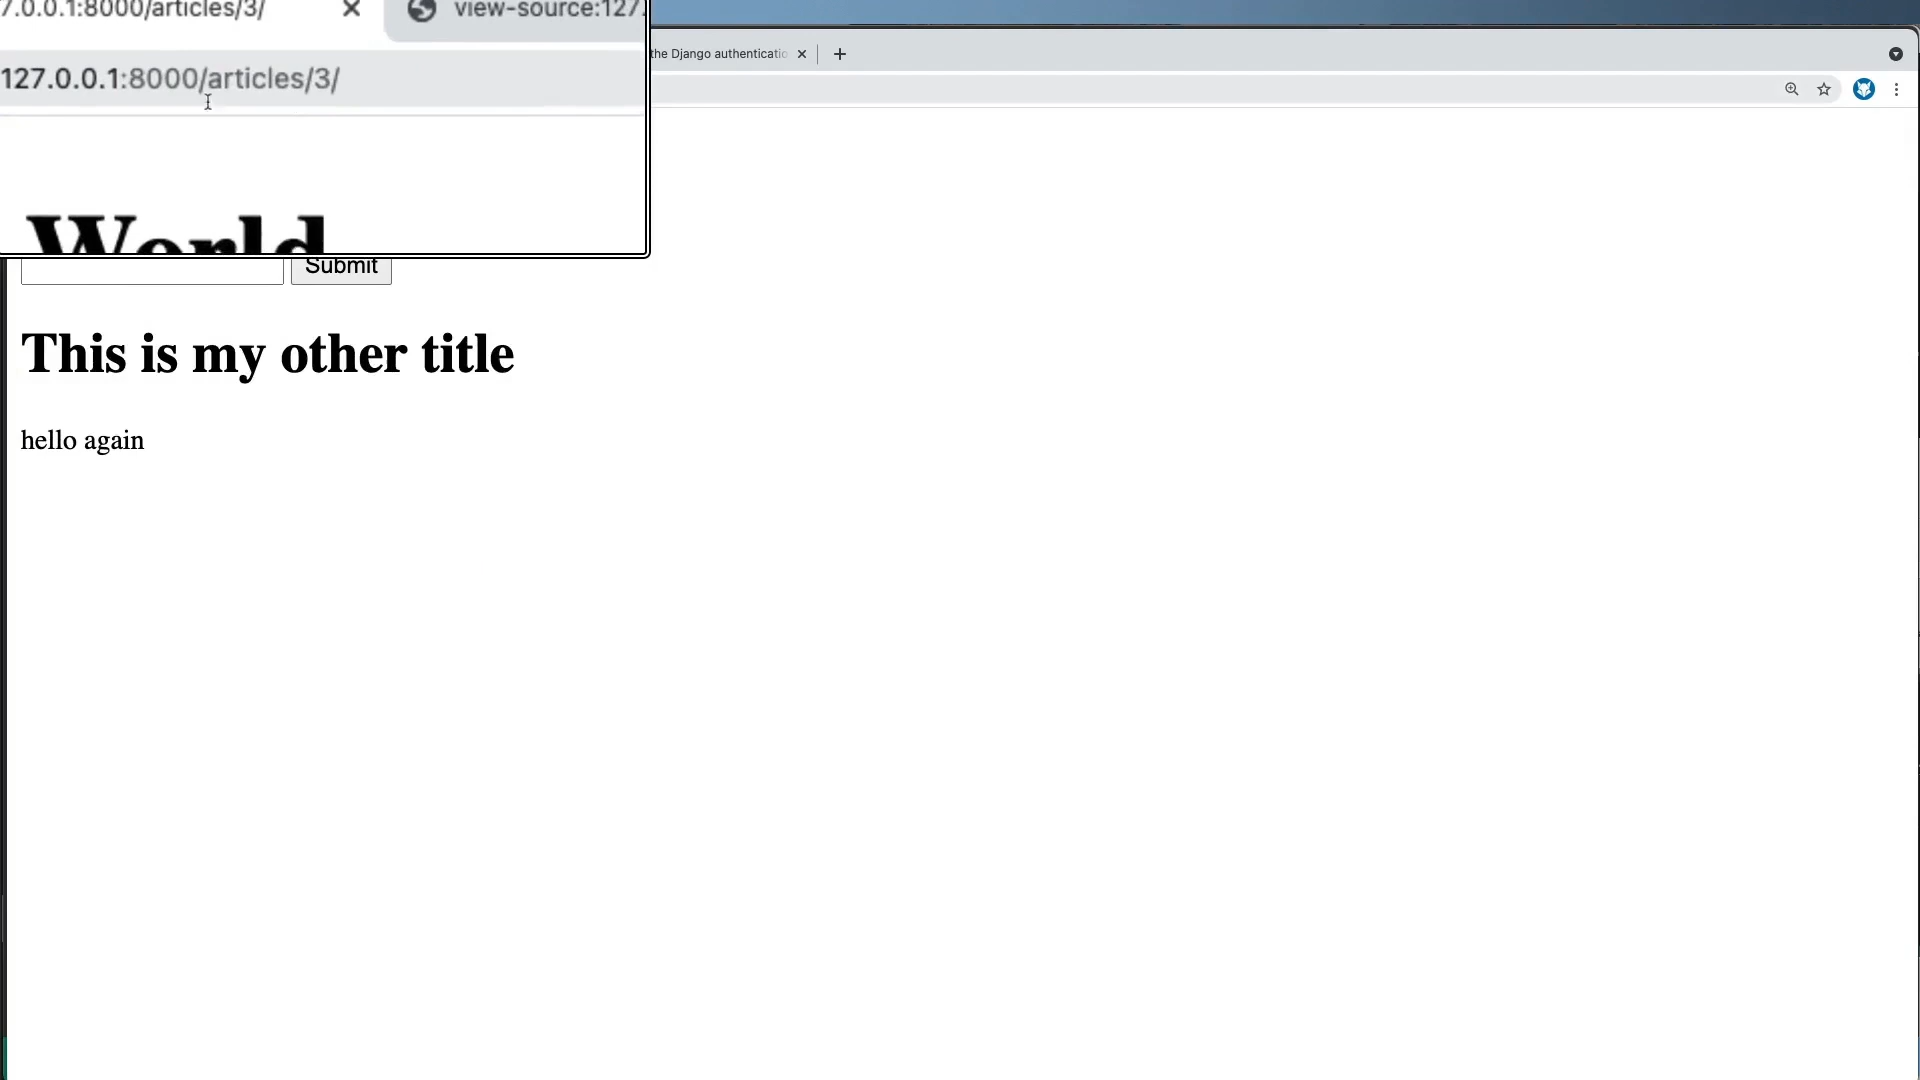 7.0.0.1:8000/articles/3/ view-source:127.
the Django authenticatio
127.0.0.1:8000/articles/3/
World
Submit
This is my other title
hello again